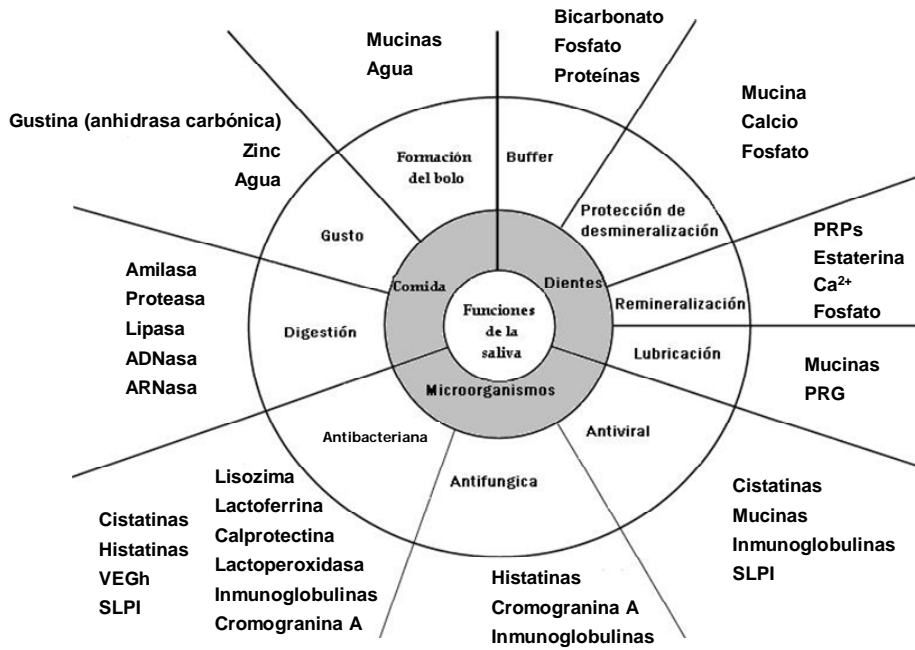 Mucinas
Agua
Bicarbonato
Fosfato
Proteínas
Mucina
Calcio
Fosfato
Gustina (anhidrasa carbónica)
Zinc
Agua
Formación
del bolo
Buffer
Protección de
desmineralización
Gusto
PRPs
Estaterina
Ca²⁺
Fosfato
Amilasa
Proteasa
Lipasa
ADNasa
ARNasa
Comida
Dientes
Remineralización
Digestión
Funciones
de la
saliva
Lubricación
Mucinas
PRG
Microorganismos
Antibacteriana
Antiviral
Antifungica
Lisozima
Lactoferrina
Calprotectina
Lactoperoxidasa
Inmunoglobulinas
Cromogranina A
Cistatinas
Histatinas
VEGh
SLPI
Histatinas
Cromogranina A
Inmunoglobulinas
Cistatinas
Mucinas
Inmunoglobulinas
SLPI